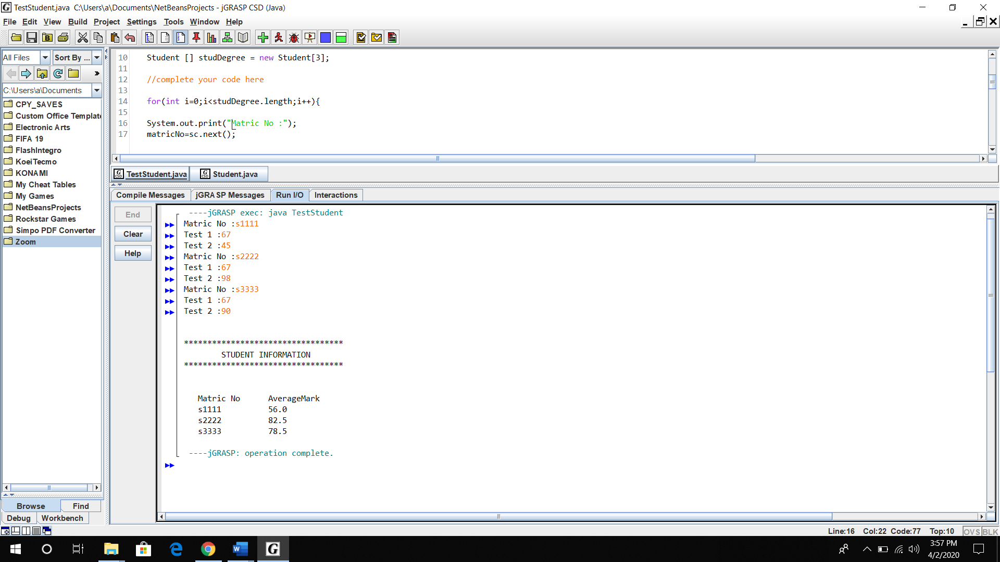 TestStudent.java  C:\Users\a\Documents\NetBeansProjects - jGRASP CSD (Java)
File Edit View Build Project Settings Tools Window Help
All Files Sort By ...
C:\Users\a\Documents
CPY_SAVES
Custom Office Templat
Electronic Arts
FIFA 19
FlashIntegro
KoeiTecmo
KONAMI
My Cheat Tables
My Games
NetBeansProjects
Rockstar Games
Simpo PDF Converter
Zoom
Browse Find
Debug Workbench
10 Student [] studDegree = new Student[3];
11
12 //complete your code here
13
14 for(int i=0;i<studDegree.length;i++){
15
16 System.out.print("Matric No :");
17 matricNo=sc.next();
TestStudent.java Student.java
Compile Messages jGRASP Messages Run I/O Interactions
End
Clear
Help
----jGRASP exec: java TestStudent
Matric No :s1111
Test 1 :67
Test 2 :45
Matric No :s2222
Test 1 :67
Test 2 :98
Matric No :s3333
Test 1 :67
Test 2 :90
**********************************
STUDENT INFORMATION
**********************************
Matric No AverageMark
s1111 56.0
s2222 82.5
s3333 78.5
----jGRASP: operation complete.
Line:16 Col:22 Code:77 Top:10 OVS BLK
3:57 PM
4/2/2020